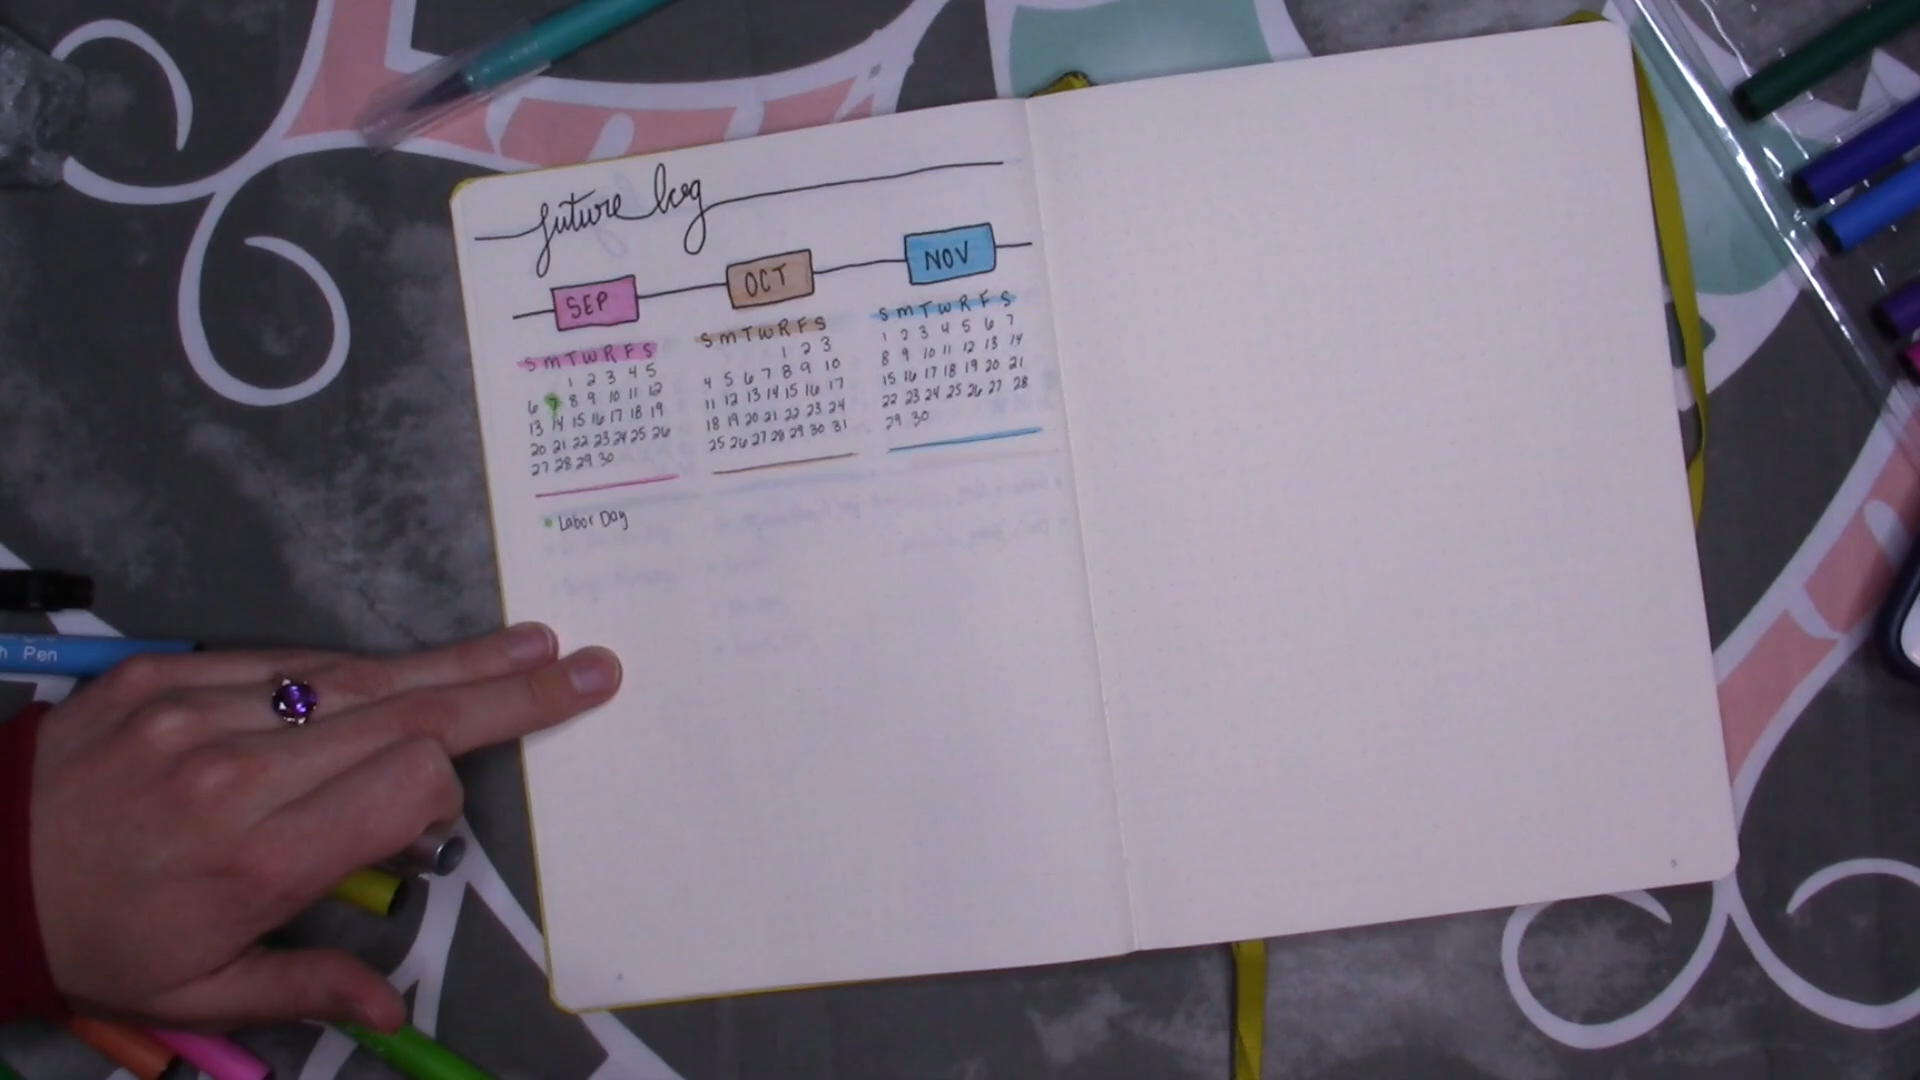 future log
SEP
S M T W R F S
1 2 3 4 5
6 7 8 9 10 11 12
13 14 15 16 17 18 19
20 21 22 23 24 25 26
27 28 29 30
• Labor Day
OCT
S M T W R F S
1 2 3
4 5 6 7 8 9 10
11 12 13 14 15 16 17
18 19 20 21 22 23 24
25 26 27 28 29 30 31
NOV
S M T W R F S
1 2 3 4 5 6 7
8 9 10 11 12 13 14
15 16 17 18 19 20 21
22 23 24 25 26 27 28
29 30
Pen